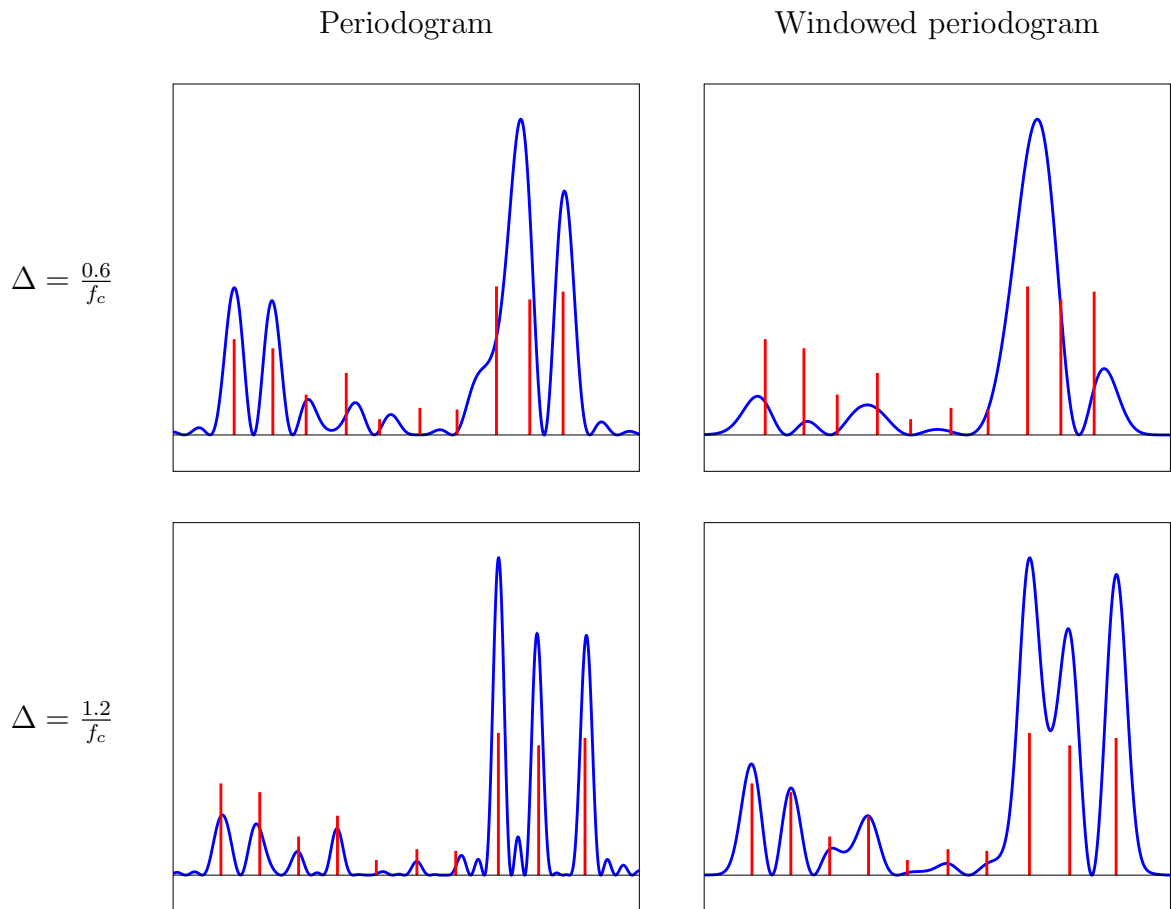 Periodogram
Windowed periodogram
Δ = 0.6/f_c
Δ = 1.2/f_c